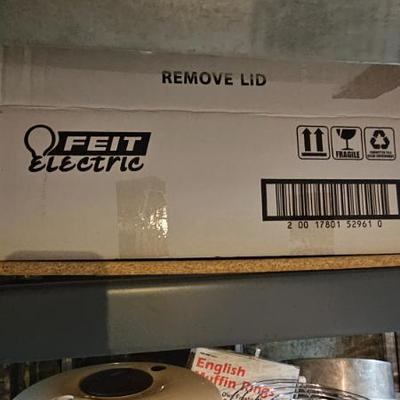 REMOVE LID
FEIT
ELECTRIC
FRAGILE
2 00 17801 52961 0
English
Muffin Rings